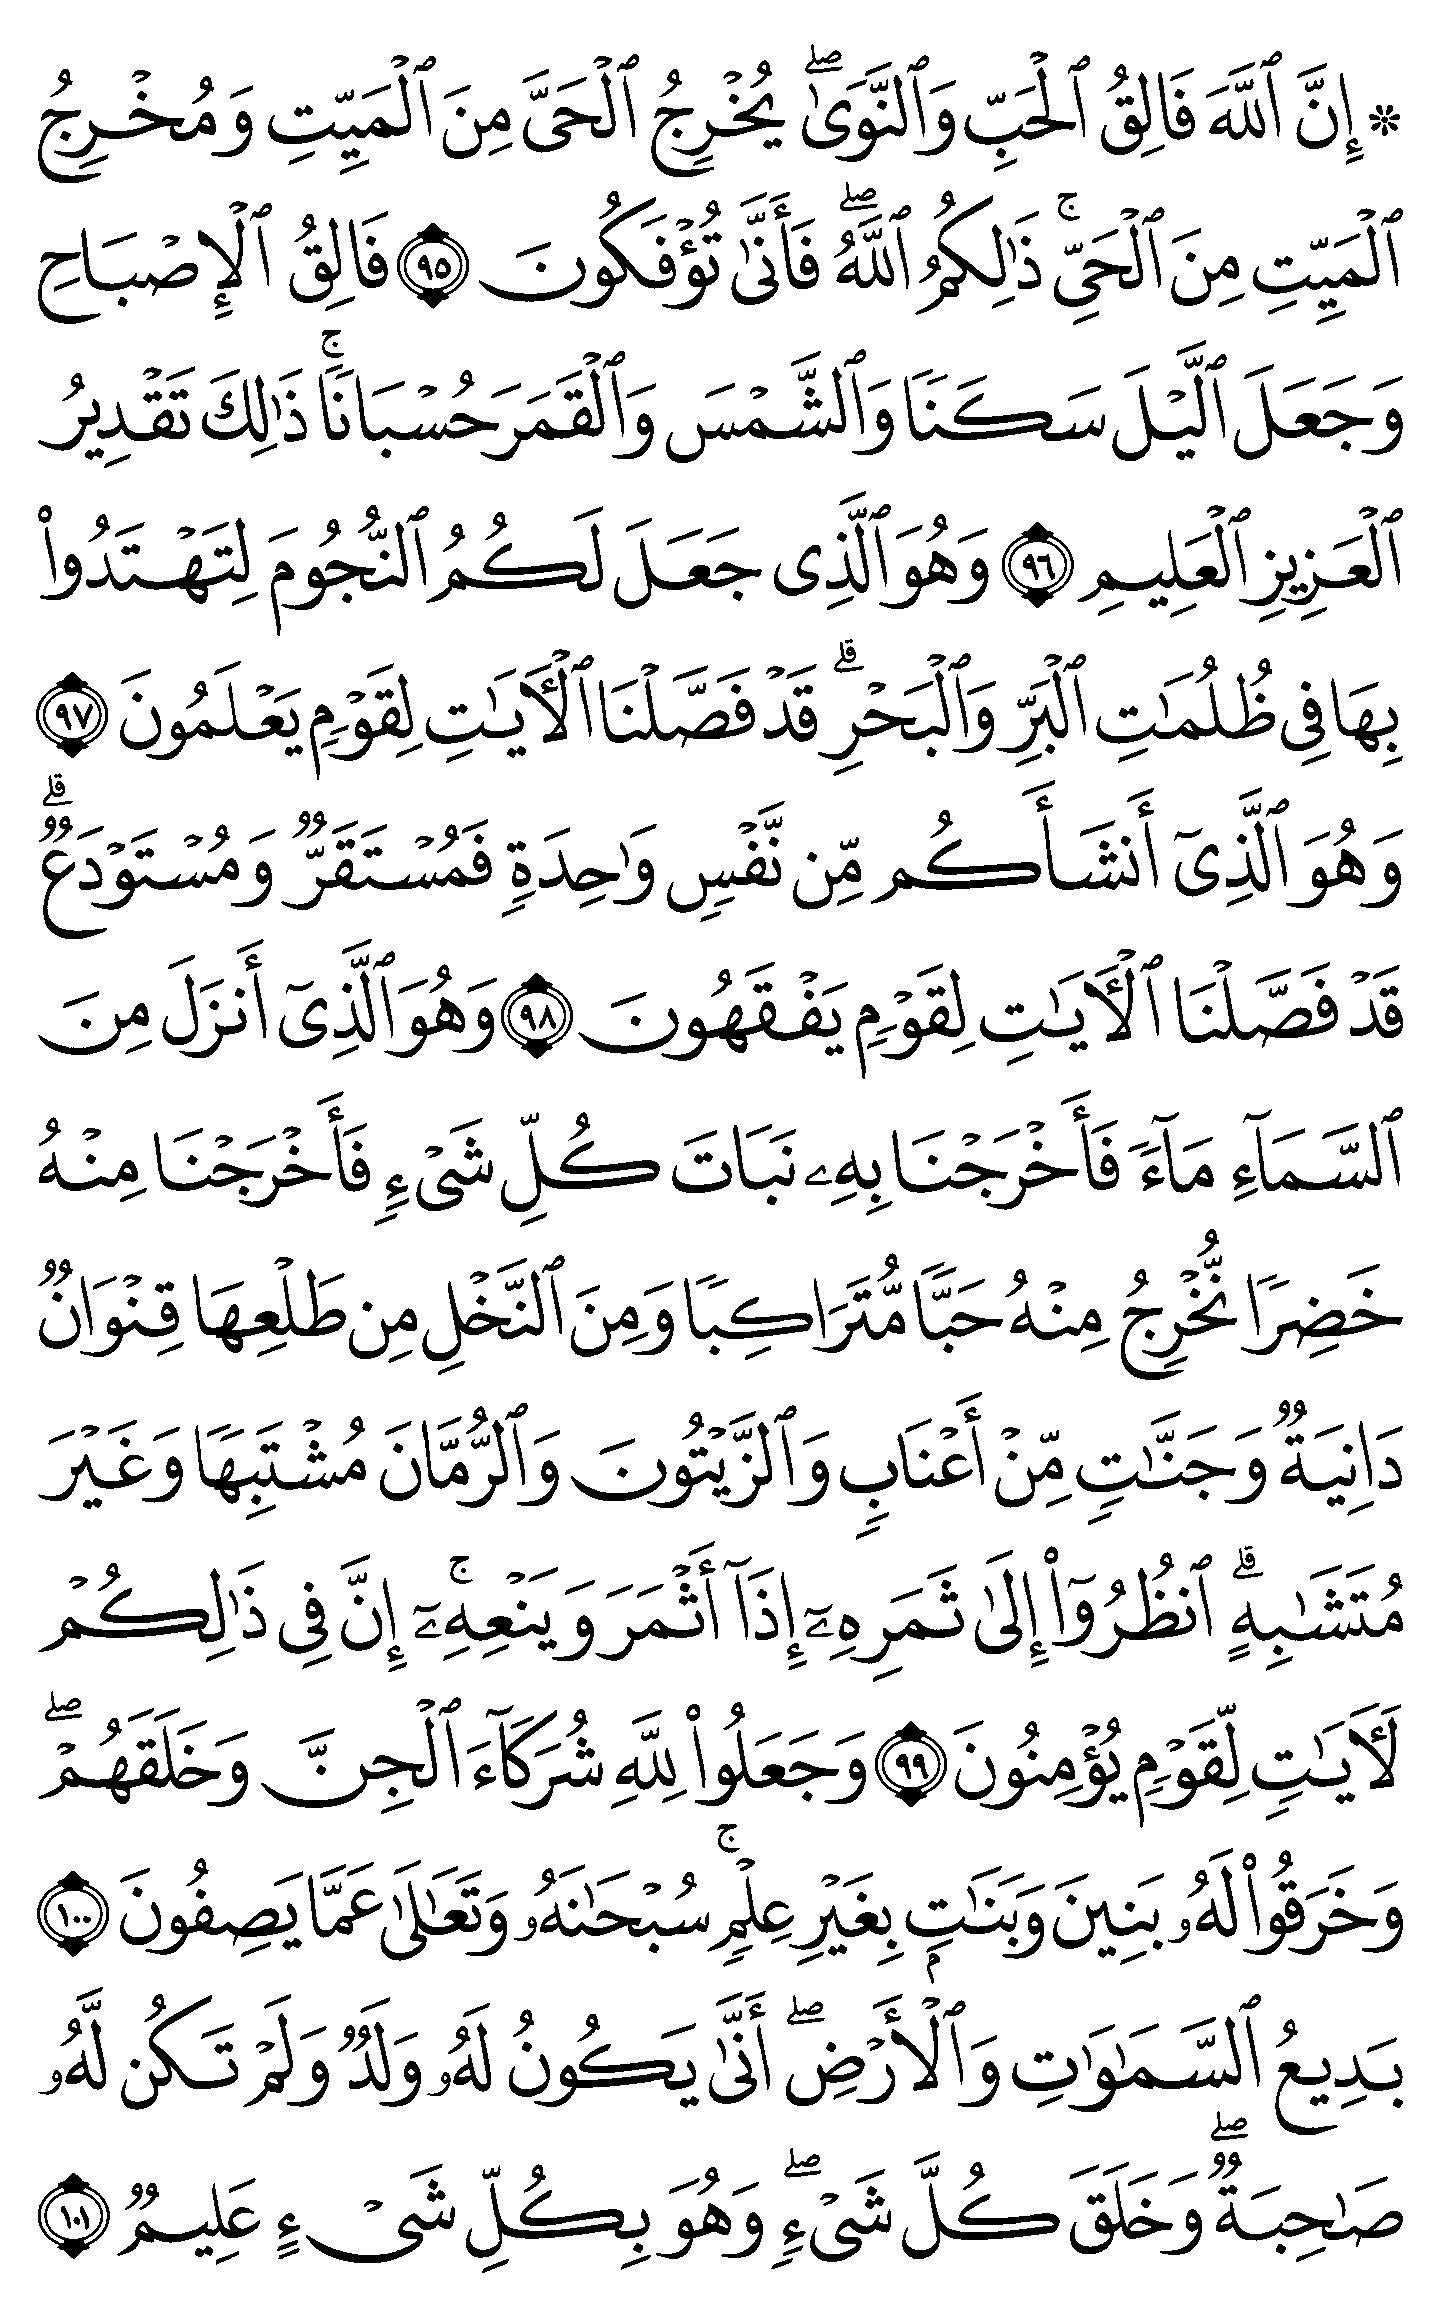 ۞ إِنَّ ٱللَّهَ فَالِقُ ٱلْحَبِّ وَٱلنَّوَىٰ ۖ يُخْرِجُ ٱلْحَىَّ مِنَ ٱلْمَيِّتِ وَمُخْرِجُ
ٱلْمَيِّتِ مِنَ ٱلْحَىِّ ۚ ذَٰلِكُمُ ٱللَّهُ ۖ فَأَنَّىٰ تُؤْفَكُونَ ٩٥ فَالِقُ ٱلْإِصْبَاحِ
وَجَعَلَ ٱلَّيْلَ سَكَنًا وَٱلشَّمْسَ وَٱلْقَمَرَ حُسْبَانًا ۚ ذَٰلِكَ تَقْدِيرُ
ٱلْعَزِيزِ ٱلْعَلِيمِ ٩٦ وَهُوَ ٱلَّذِى جَعَلَ لَكُمُ ٱلنُّجُومَ لِتَهْتَدُوا۟
بِهَا فِى ظُلُمَٰتِ ٱلْبَرِّ وَٱلْبَحْرِ ۗ قَدْ فَصَّلْنَا ٱلْـَٔايَٰتِ لِقَوْمٍ يَعْلَمُونَ ٩٧
وَهُوَ ٱلَّذِىٓ أَنشَأَكُم مِّن نَّفْسٍ وَٰحِدَةٍ فَمُسْتَقَرٌّ وَمُسْتَوْدَعٌ ۗ
قَدْ فَصَّلْنَا ٱلْـَٔايَٰتِ لِقَوْمٍ يَفْقَهُونَ ٩٨ وَهُوَ ٱلَّذِىٓ أَنزَلَ مِنَ
ٱلسَّمَآءِ مَآءً فَأَخْرَجْنَا بِهِۦ نَبَاتَ كُلِّ شَىْءٍ فَأَخْرَجْنَا مِنْهُ
خَضِرًا نُّخْرِجُ مِنْهُ حَبًّا مُّتَرَاكِبًا وَمِنَ ٱلنَّخْلِ مِن طَلْعِهَا قِنْوَانٌ
دَانِيَةٌ وَجَنَّٰتٍ مِّنْ أَعْنَابٍ وَٱلزَّيْتُونَ وَٱلرُّمَّانَ مُشْتَبِهًا وَغَيْرَ
مُتَشَٰبِهٍ ۗ ٱنظُرُوٓا۟ إِلَىٰ ثَمَرِهِۦٓ إِذَآ أَثْمَرَ وَيَنْعِهِۦٓ ۚ إِنَّ فِى ذَٰلِكُمْ
لَـَٔايَٰتٍ لِّقَوْمٍ يُؤْمِنُونَ ٩٩ وَجَعَلُوا۟ لِلَّهِ شُرَكَآءَ ٱلْجِنَّ وَخَلَقَهُمْ ۖ
وَخَرَقُوا۟ لَهُۥ بَنِينَ وَبَنَٰتٍۭ بِغَيْرِ عِلْمٍ ۚ سُبْحَٰنَهُۥ وَتَعَٰلَىٰ عَمَّا يَصِفُونَ ١٠٠
بَدِيعُ ٱلسَّمَٰوَٰتِ وَٱلْأَرْضِ ۖ أَنَّىٰ يَكُونُ لَهُۥ وَلَدٌ وَلَمْ تَكُن لَّهُۥ
صَٰحِبَةٌ ۖ وَخَلَقَ كُلَّ شَىْءٍ ۖ وَهُوَ بِكُلِّ شَىْءٍ عَلِيمٌ ١٠١